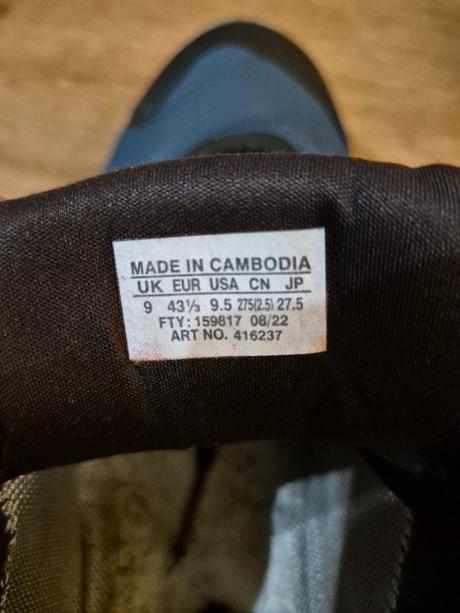 MADE IN CAMBODIA
UK EUR USA CN JP
9 43⅓ 9.5 275(2.5) 27.5
FTY: 159817 08/22
ART NO. 416237